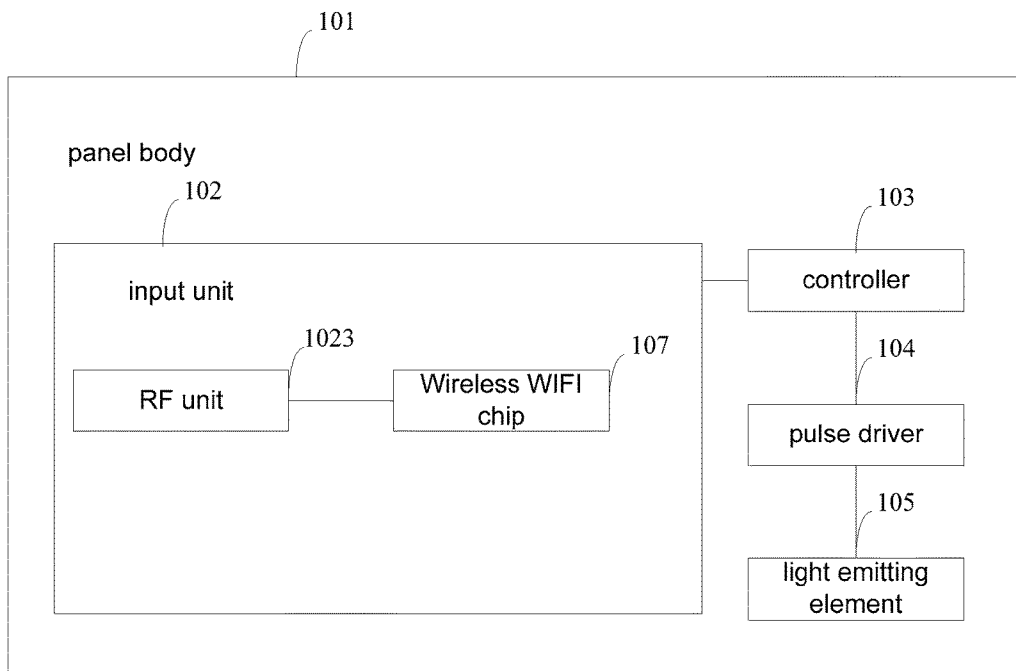 101
panel body
102
103
input unit
controller
1023
107
104
RF unit
Wireless WIFI
chip
pulse driver
105
light emitting
element